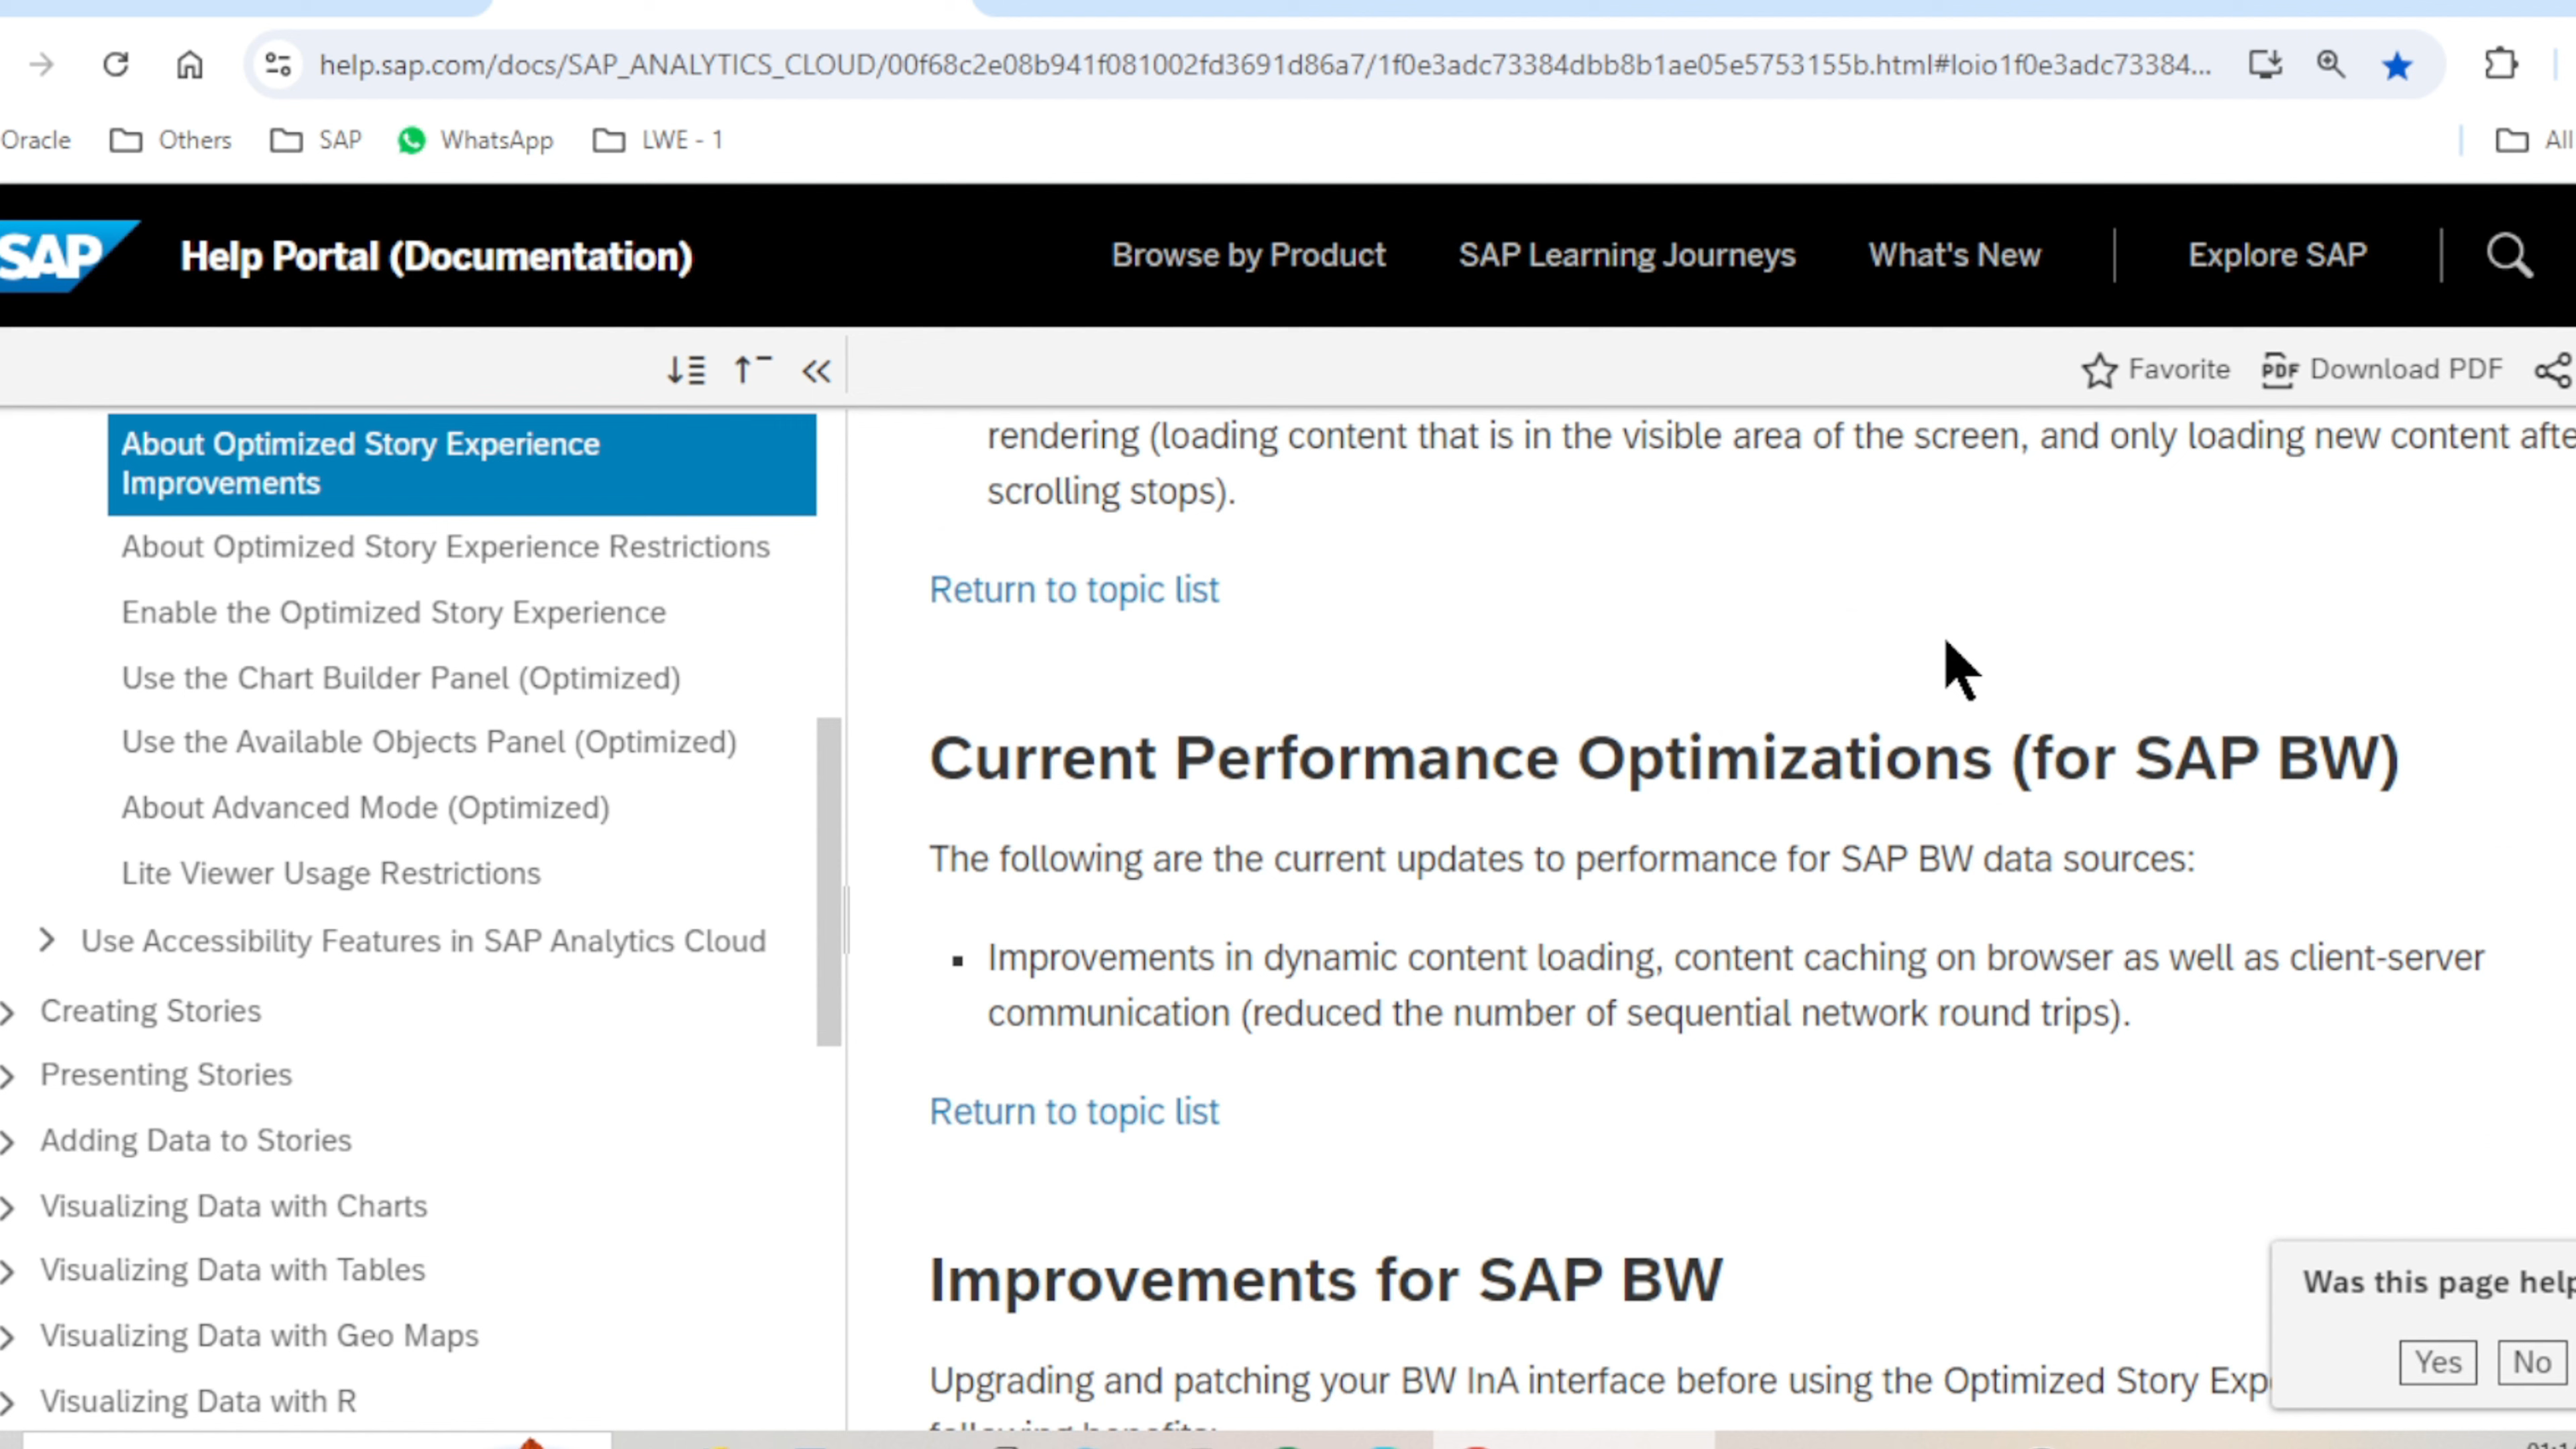 help.sap.com/docs/SAP_ANALYTICS_CLOUD/00f68c2e08b941f081002fd3691d86a7/1f0e3adc73384dbb8b1ae05e5753155b.html#loio1f0e3adc73384...
Oracle Others SAP WhatsApp LWE - 1 All
SAP Help Portal (Documentation) Browse by Product SAP Learning Journeys What's New Explore SAP
Favorite PDF Download PDF
About Optimized Story Experience
Improvements
About Optimized Story Experience Restrictions
Enable the Optimized Story Experience
Use the Chart Builder Panel (Optimized)
Use the Available Objects Panel (Optimized)
About Advanced Mode (Optimized)
Lite Viewer Usage Restrictions
Use Accessibility Features in SAP Analytics Cloud
Creating Stories
Presenting Stories
Adding Data to Stories
Visualizing Data with Charts
Visualizing Data with Tables
Visualizing Data with Geo Maps
Visualizing Data with R
rendering (loading content that is in the visible area of the screen, and only loading new content afte
scrolling stops).
Return to topic list
Current Performance Optimizations (for SAP BW)
The following are the current updates to performance for SAP BW data sources:
▪ Improvements in dynamic content loading, content caching on browser as well as client-server
communication (reduced the number of sequential network round trips).
Return to topic list
Improvements for SAP BW
Upgrading and patching your BW InA interface before using the Optimized Story Exp
following benefits:
Was this page help
Yes No